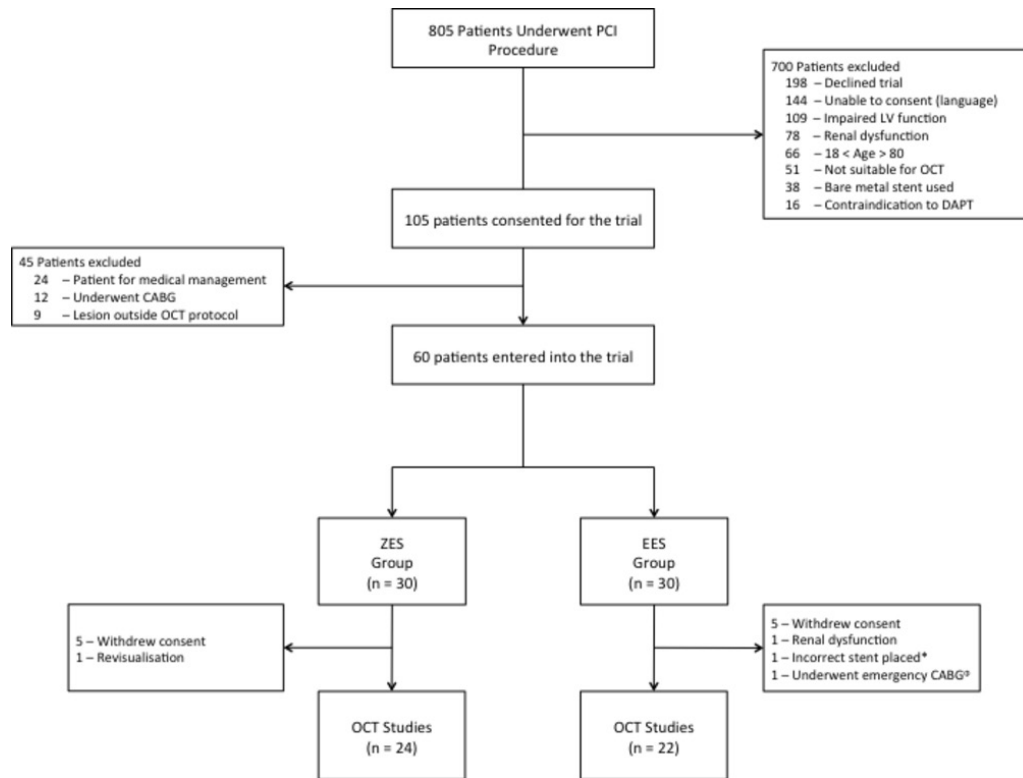 805 Patients Underwent PCI
Procedure
700 Patients excluded
198 – Declined trial
144 – Unable to consent (language)
109 – Impaired LV function
78 – Renal dysfunction
66 – 18 < Age > 80
51 – Not suitable for OCT
38 – Bare metal stent used
16 – Contraindication to DAPT
105 patients consented for the trial
45 Patients excluded
24 – Patient for medical management
12 – Underwent CABG
9 – Lesion outside OCT protocol
60 patients entered into the trial
ZES
Group
(n = 30)
EES
Group
(n = 30)
5 – Withdrew consent
1 – Revisualisation
5 – Withdrew consent
1 – Renal dysfunction
1 – Incorrect stent placed*
1 – Underwent emergency CABG
OCT Studies
(n = 24)
OCT Studies
(n = 22)